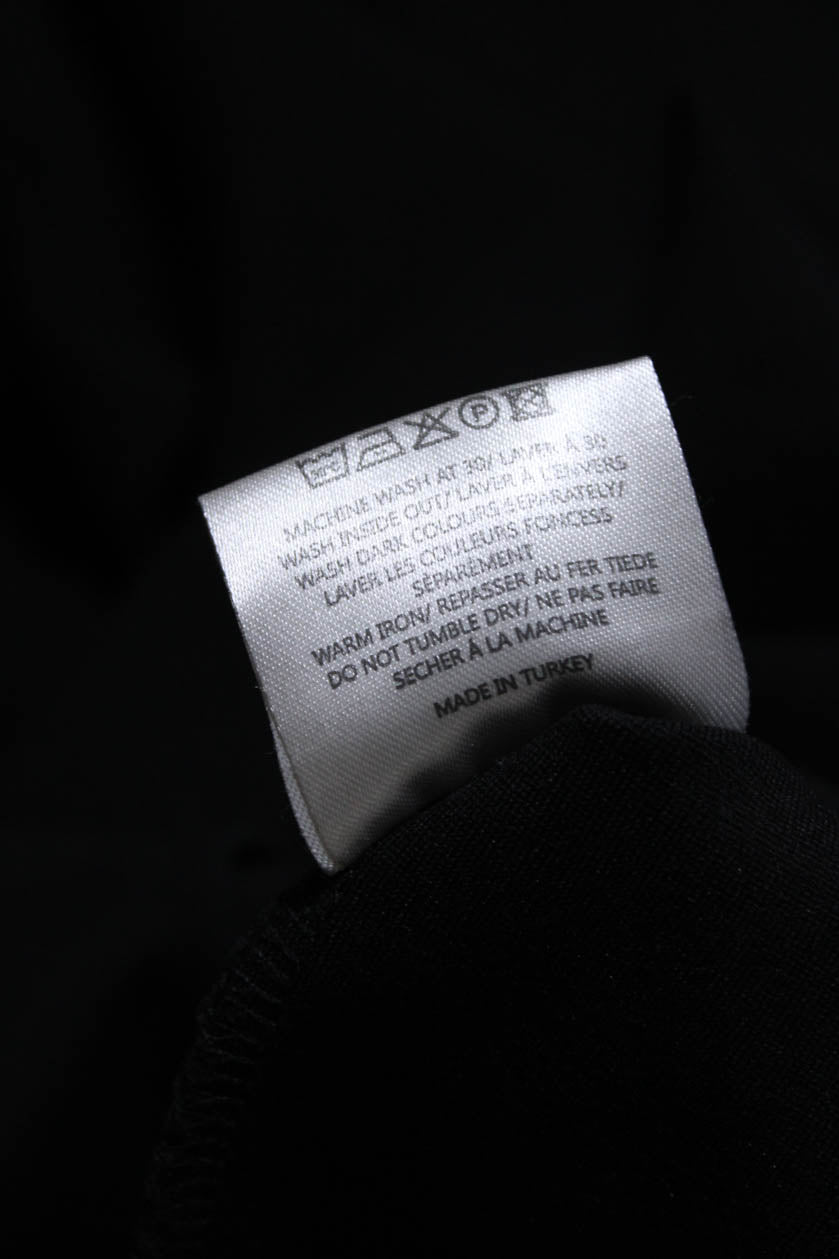 30°C P
MACHINE WASH AT 30/ LAVER À 30
WASH INSIDE OUT/ LAVER À L'ENVERS
WASH DARK COLOURS SEPARATELY/
LAVER LES COULEURS FONCESS
SÉPAREMENT
WARM IRON/ REPASSER AU FER TIEDE
DO NOT TUMBLE DRY/ NE PAS FAIRE
SECHER À LA MACHINE
MADE IN TURKEY